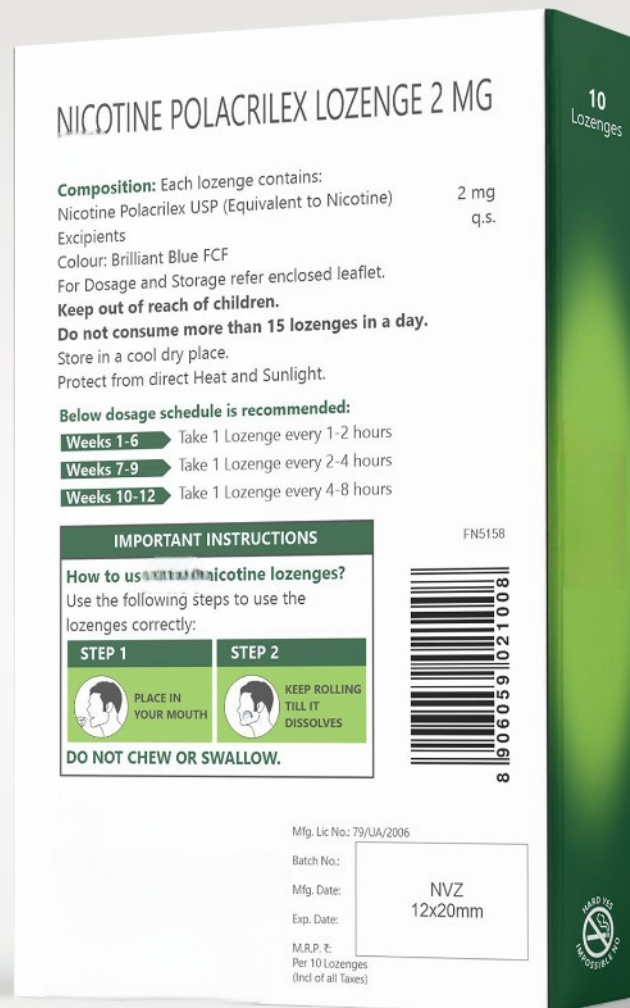 NICOTINE POLACRILEX LOZENGE 2 MG
10
Lozenges
Composition: Each lozenge contains:
Nicotine Polacrilex USP (Equivalent to Nicotine) 2 mg
Excipients q.s.
Colour: Brilliant Blue FCF
For Dosage and Storage refer enclosed leaflet.
Keep out of reach of children.
Do not consume more than 15 lozenges in a day.
Store in a cool dry place.
Protect from direct Heat and Sunlight.
Below dosage schedule is recommended:
Weeks 1-6 Take 1 Lozenge every 1-2 hours
Weeks 7-9 Take 1 Lozenge every 2-4 hours
Weeks 10-12 Take 1 Lozenge every 4-8 hours
IMPORTANT INSTRUCTIONS
How to us nicotine lozenges?
Use the following steps to use the
lozenges correctly:
STEP 1
PLACE IN
YOUR MOUTH
STEP 2
KEEP ROLLING
TILL IT
DISSOLVES
DO NOT CHEW OR SWALLOW.
FN5158
8 906059 021008
Mfg. Lic No.: 79/UA/2006
Batch No.:
Mfg. Date:
Exp. Date:
M.R.P. ₹:
Per 10 Lozenges
(Incl of all Taxes)
NVZ
12x20mm
HARD YES
IMPOSSIBLE NO